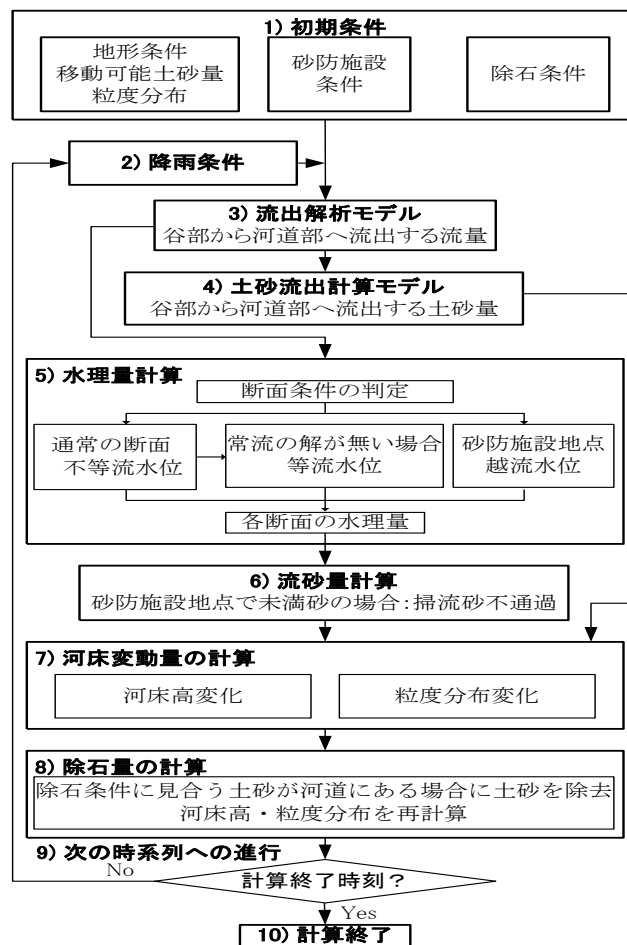 1) 初期条件
地形条件
移動可能土砂量
粒度分布
砂防施設
条件
除石条件
2) 降雨条件
3) 流出解析モデル
谷部から河道部へ流出する流量
4) 土砂流出計算モデル
谷部から河道部へ流出する土砂量
5) 水理量計算
断面条件の判定
通常の断面
不等流水位
常流の解が無い場合
等流水位
砂防施設地点
越流水位
各断面の水理量
6) 流砂量計算
砂防施設地点で未満砂の場合:掃流砂不通過
7) 河床変動量の計算
河床高変化
粒度分布変化
8) 除石量の計算
除石条件に見合う土砂が河道にある場合に土砂を除去
河床高・粒度分布を再計算
9) 次の時系列への進行
No
計算終了時刻?
Yes
10) 計算終了